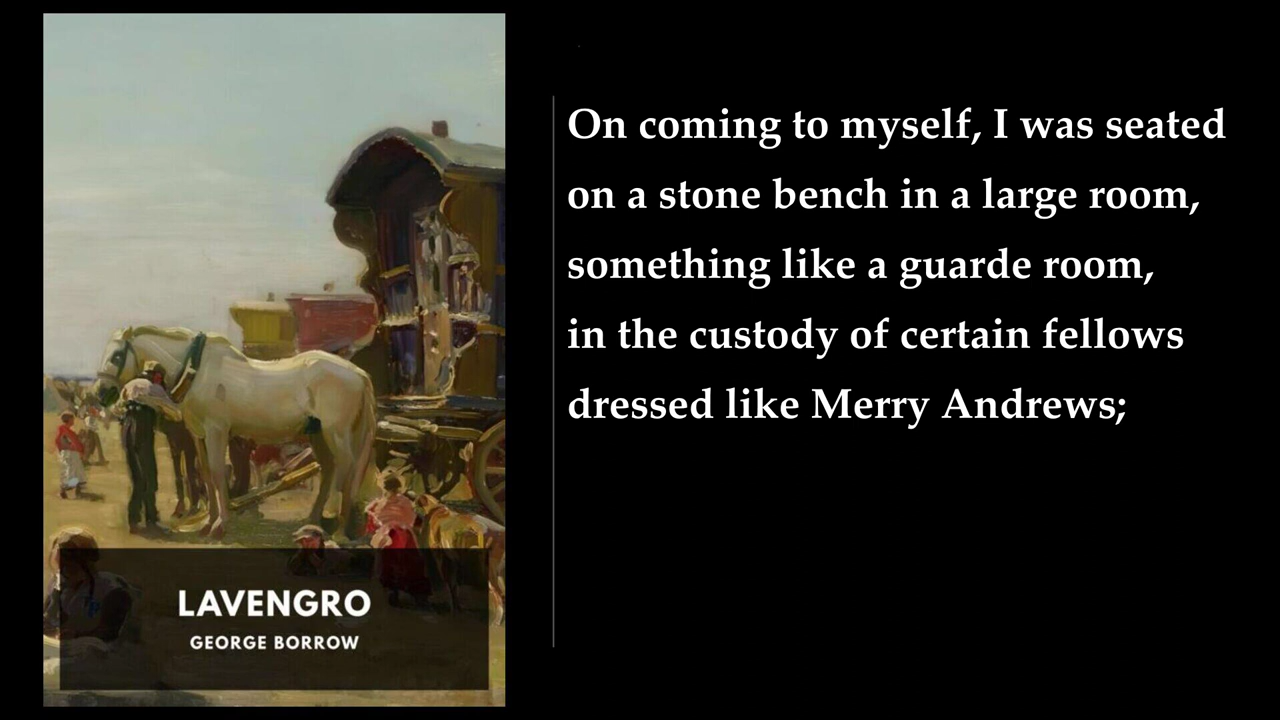 LAVENGRO
GEORGE BORROW
On coming to myself, I was seated
on a stone bench in a large room,
something like a guarde room,
in the custody of certain fellows
dressed like Merry Andrews;